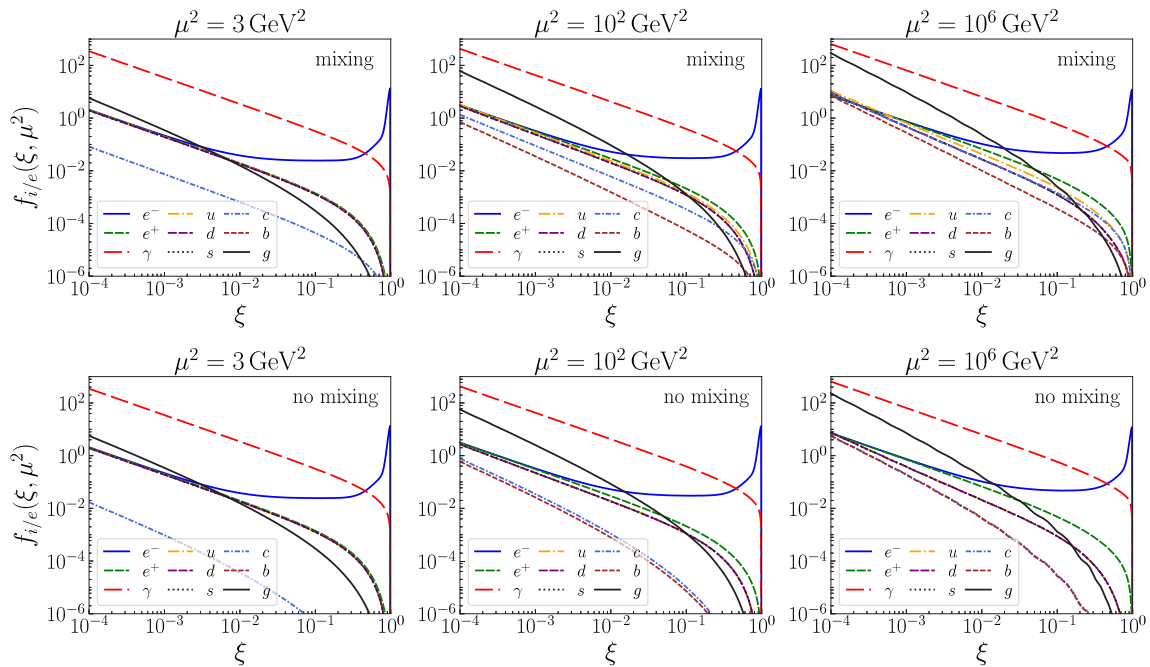 μ² = 3 GeV²
μ² = 10² GeV²
μ² = 10⁶ GeV²
f_{i/e}(ξ, μ²)
10²
10⁰
10⁻²
10⁻⁴
10⁻⁶
mixing
e⁻ u c
e⁺ d b
γ s g
10⁻⁴ 10⁻³ 10⁻² 10⁻¹ 10⁰
ξ
10²
10⁰
10⁻²
10⁻⁴
10⁻⁶
mixing
e⁻ u c
e⁺ d b
γ s g
10⁻⁴ 10⁻³ 10⁻² 10⁻¹ 10⁰
ξ
10²
10⁰
10⁻²
10⁻⁴
10⁻⁶
mixing
e⁻ u c
e⁺ d b
γ s g
10⁻⁴ 10⁻³ 10⁻² 10⁻¹ 10⁰
ξ
μ² = 3 GeV²
μ² = 10² GeV²
μ² = 10⁶ GeV²
f_{i/e}(ξ, μ²)
10²
10⁰
10⁻²
10⁻⁴
10⁻⁶
no mixing
e⁻ u c
e⁺ d b
γ s g
10⁻⁴ 10⁻³ 10⁻² 10⁻¹ 10⁰
ξ
10²
10⁰
10⁻²
10⁻⁴
10⁻⁶
no mixing
e⁻ u c
e⁺ d b
γ s g
10⁻⁴ 10⁻³ 10⁻² 10⁻¹ 10⁰
ξ
10²
10⁰
10⁻²
10⁻⁴
10⁻⁶
no mixing
e⁻ u c
e⁺ d b
γ s g
10⁻⁴ 10⁻³ 10⁻² 10⁻¹ 10⁰
ξ